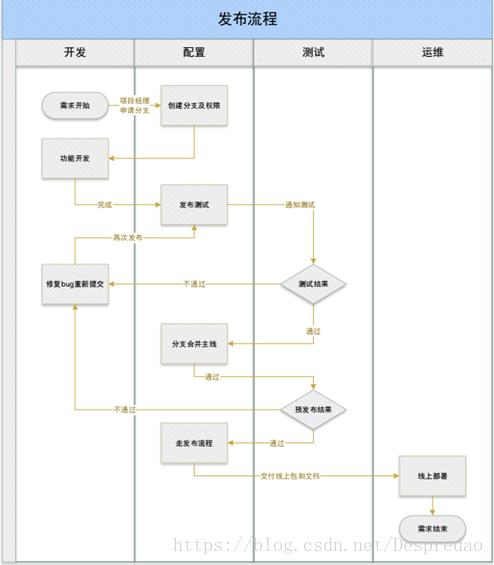 发布流程
开发
配置
测试
运维
需求开始
项目经理
申请分支
创建分支及权限
功能开发
完成
发布测试
通知测试
再次发布
修复bug重新提交
不通过
测试结果
通过
分支合并主线
通过
不通过
预发布结果
走发布流程
通过
交付线上包和文档
线上部署
需求结束
https://blog.csdn.net/Despredao